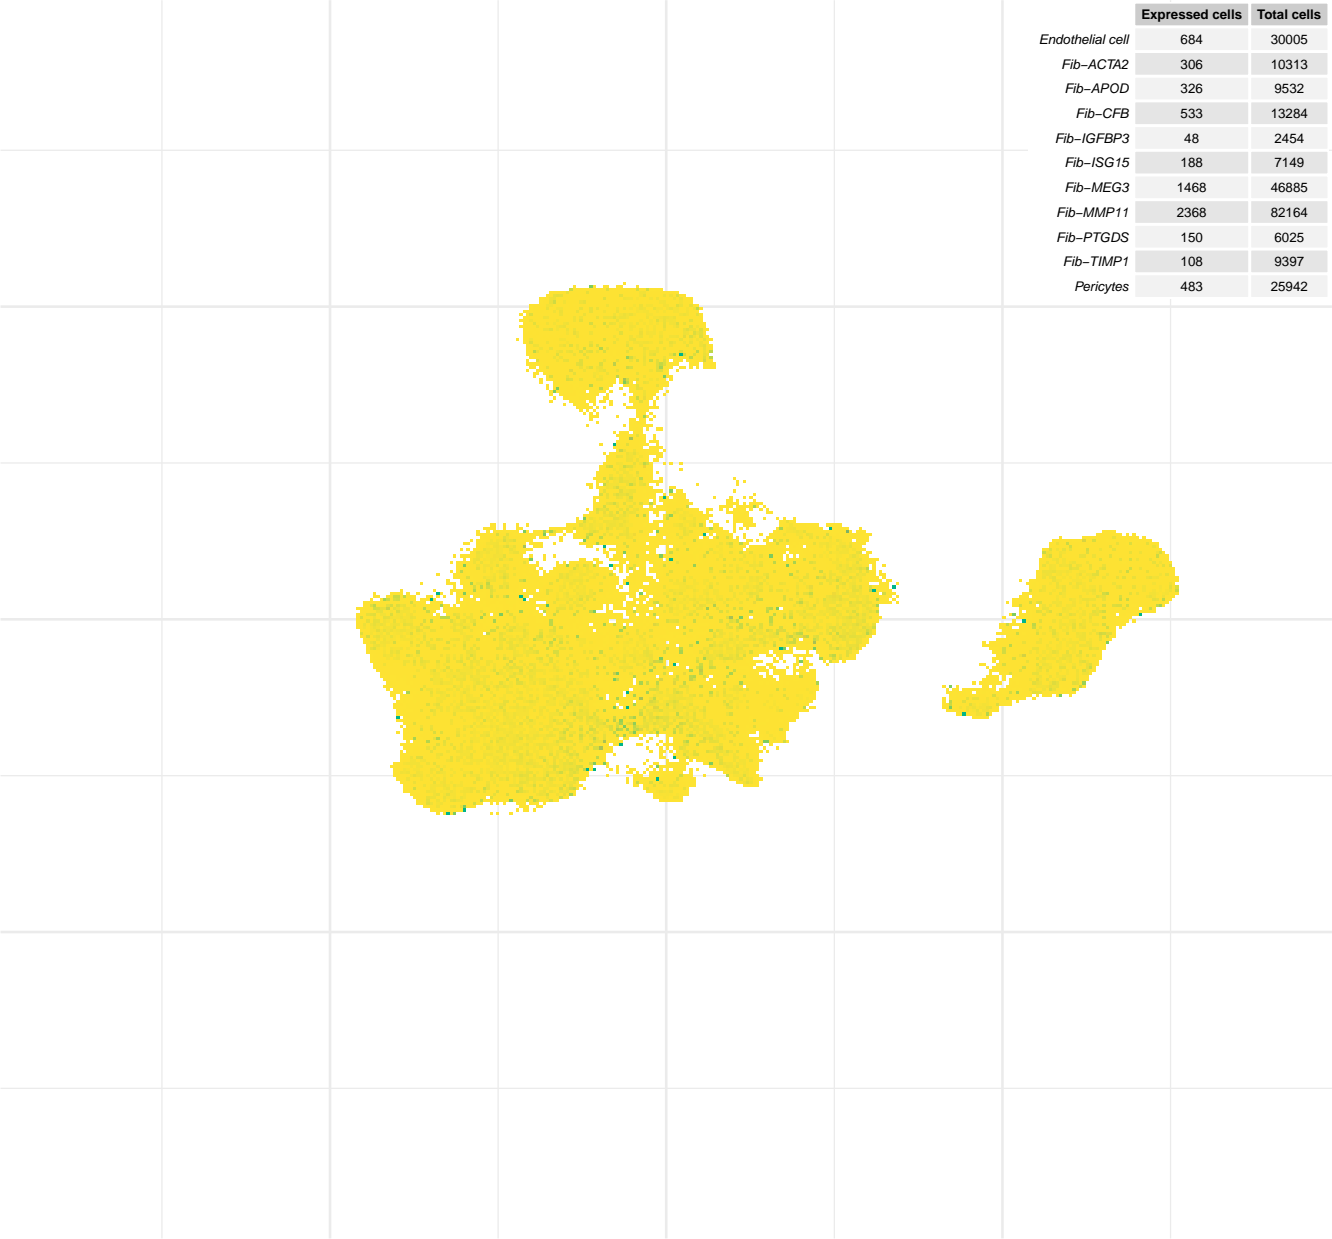 Expressed cells Total cells
Endothelial cell 684 30005
Fib−ACTA2 306 10313
Fib−APOD 326 9532
Fib−CFB 533 13284
Fib−IGFBP3 48 2454
Fib−ISG15 188 7149
Fib−MEG3 1468 46885
Fib−MMP11 2368 82164
Fib−PTGDS 150 6025
Fib−TIMP1 108 9397
Pericytes 483 25942